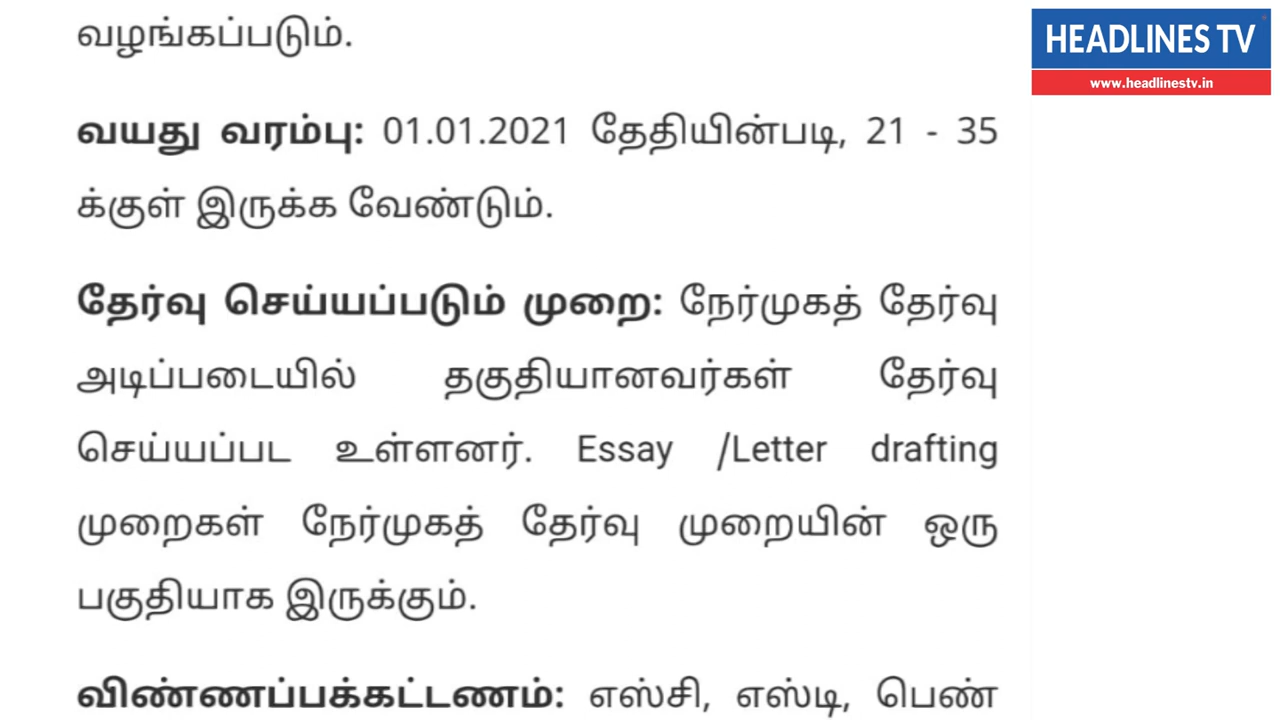 வழங்கப்படும்.
HEADLINES TV
www.headlinestv.in
வயது வரம்பு: 01.01.2021 தேதியின்படி, 21 - 35
க்குள் இருக்க வேண்டும்.
தேர்வு செய்யப்படும் முறை: நேர்முகத் தேர்வு
அடிப்படையில் தகுதியானவர்கள் தேர்வு
செய்யப்பட உள்ளனர். Essay /Letter drafting
முறைகள் நேர்முகத் தேர்வு முறையின் ஒரு
பகுதியாக இருக்கும்.
விண்ணப்பக்கட்டணம்: எஸ்சி, எஸ்டி, பெண்